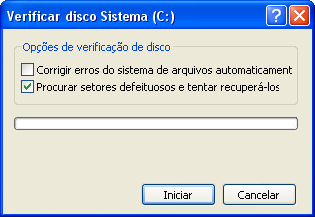 Verificar disco Sistema (C:)
Opções de verificação de disco
Corrigir erros do sistema de arquivos automaticament
Procurar setores defeituosos e tentar recuperá-los
Iniciar
Cancelar